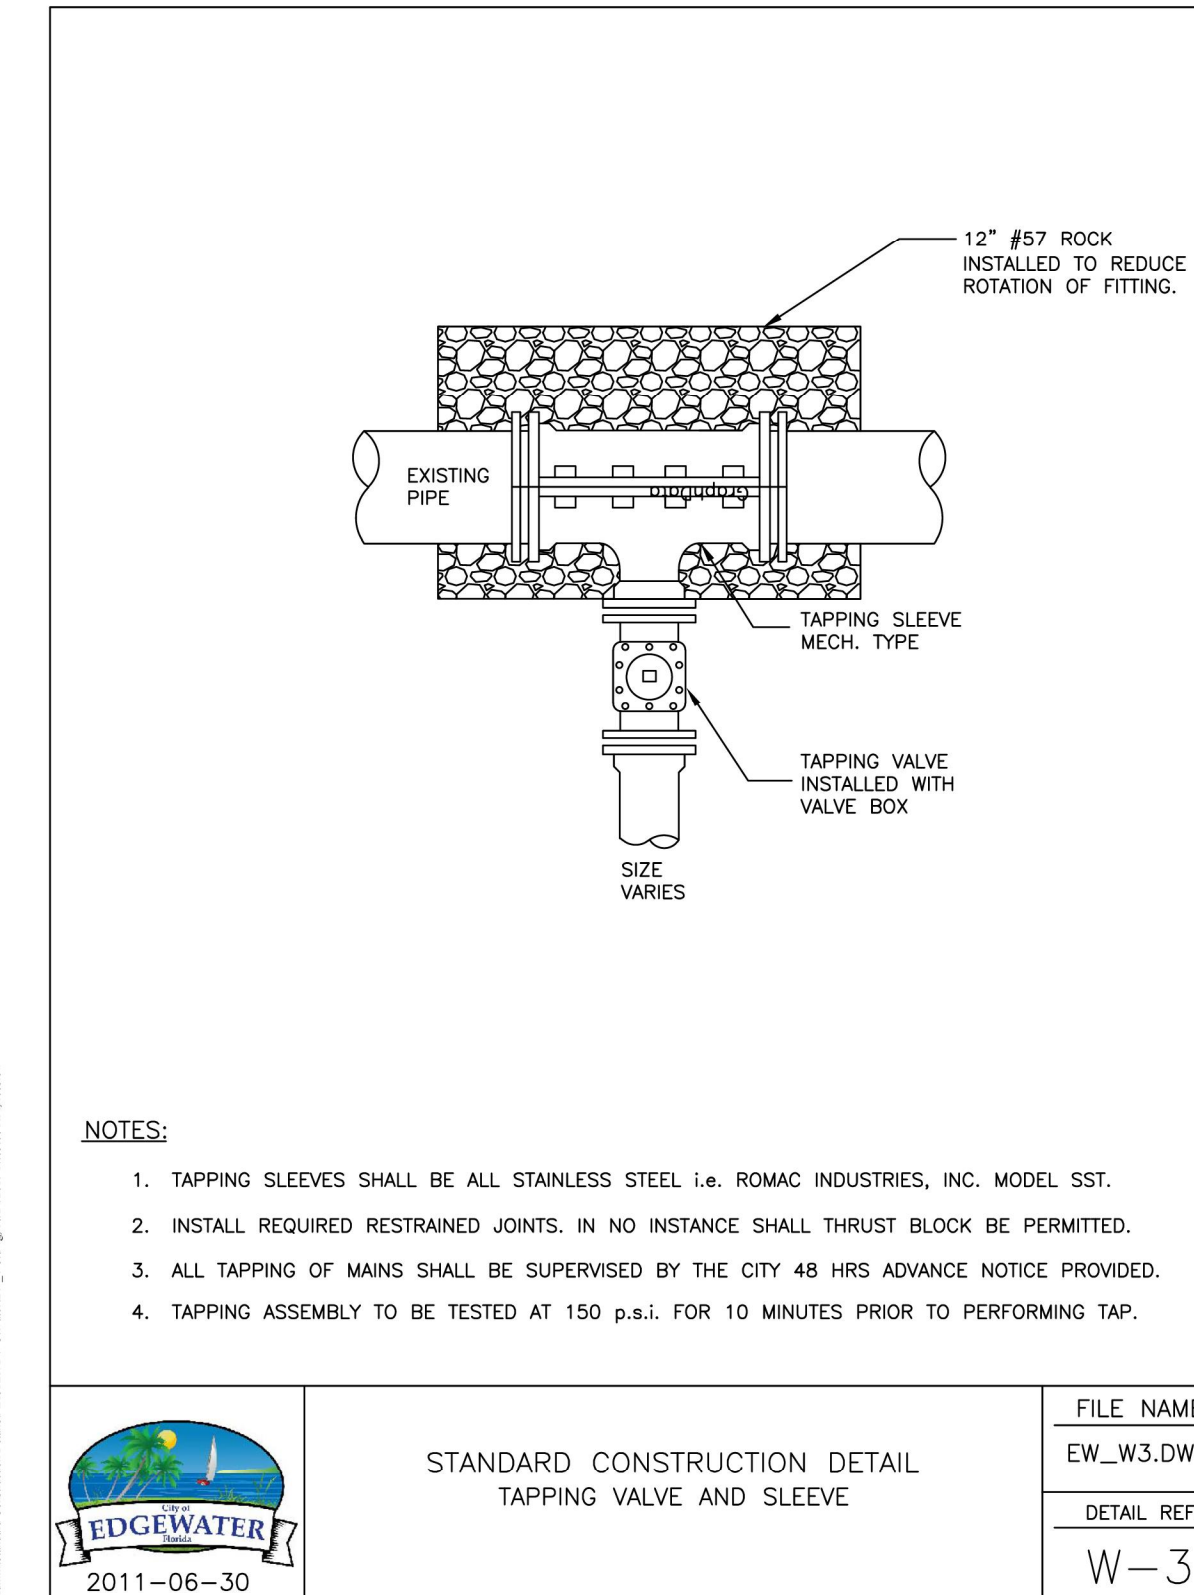 12" #57 ROCK
INSTALLED TO REDUCE
ROTATION OF FITTING.
EXISTING
PIPE
GraphData
TAPPING SLEEVE
MECH. TYPE
TAPPING VALVE
INSTALLED WITH
VALVE BOX
SIZE
VARIES
NOTES:
1. TAPPING SLEEVES SHALL BE ALL STAINLESS STEEL i.e. ROMAC INDUSTRIES, INC. MODEL SST.
2. INSTALL REQUIRED RESTRAINED JOINTS. IN NO INSTANCE SHALL THRUST BLOCK BE PERMITTED.
3. ALL TAPPING OF MAINS SHALL BE SUPERVISED BY THE CITY 48 HRS ADVANCE NOTICE PROVIDED.
4. TAPPING ASSEMBLY TO BE TESTED AT 150 p.s.i. FOR 10 MINUTES PRIOR TO PERFORMING TAP.
City of
EDGEWATER
Florida
2011-06-30
STANDARD CONSTRUCTION DETAIL
TAPPING VALVE AND SLEEVE
FILE NAME
EW_W3.DW
DETAIL REF
W-3